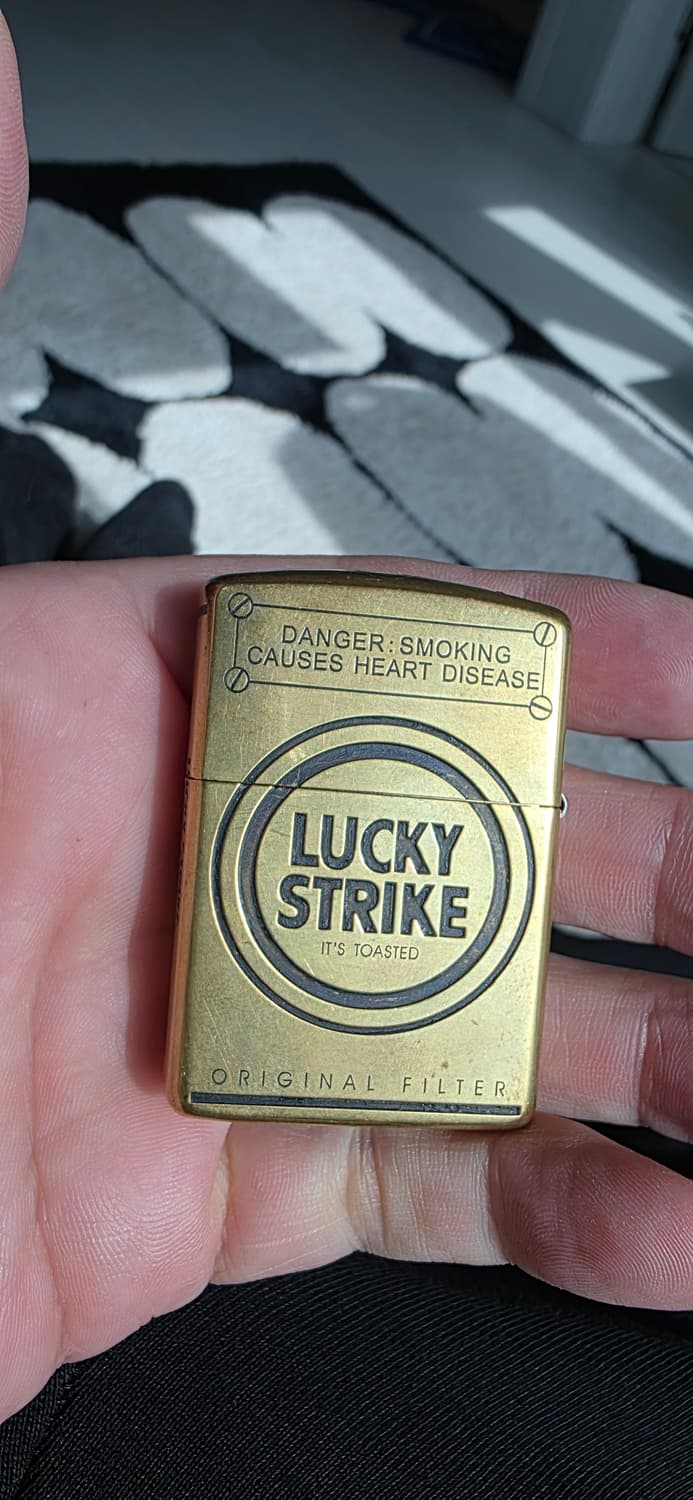 DANGER: SMOKING
CAUSES HEART DISEASE
LUCKY
STRIKE
IT'S TOASTED
ORIGINAL FILTER